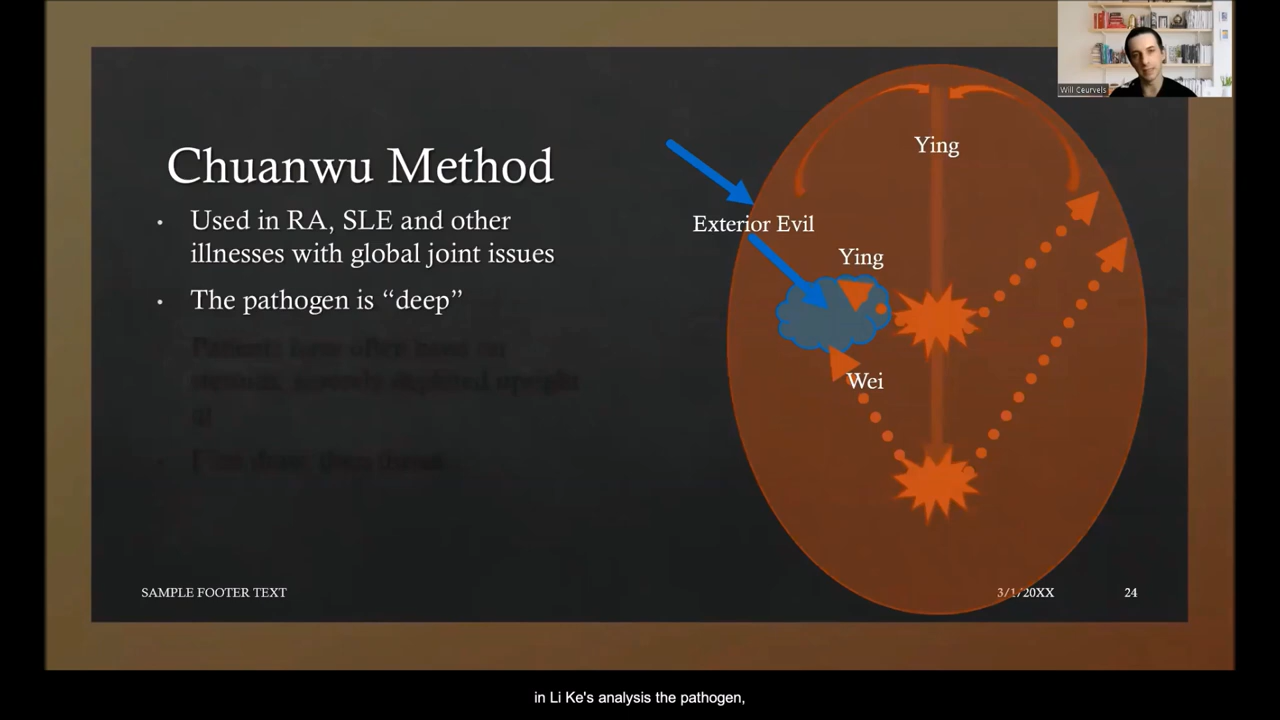 Will Ceurvels
Chuanwu Method
• Used in RA, SLE and other
illnesses with global joint issues
• The pathogen is “deep”
Ying
Exterior Evil
Ying
Wei
SAMPLE FOOTER TEXT
3/1/20XX
24
in Li Ke's analysis the pathogen,